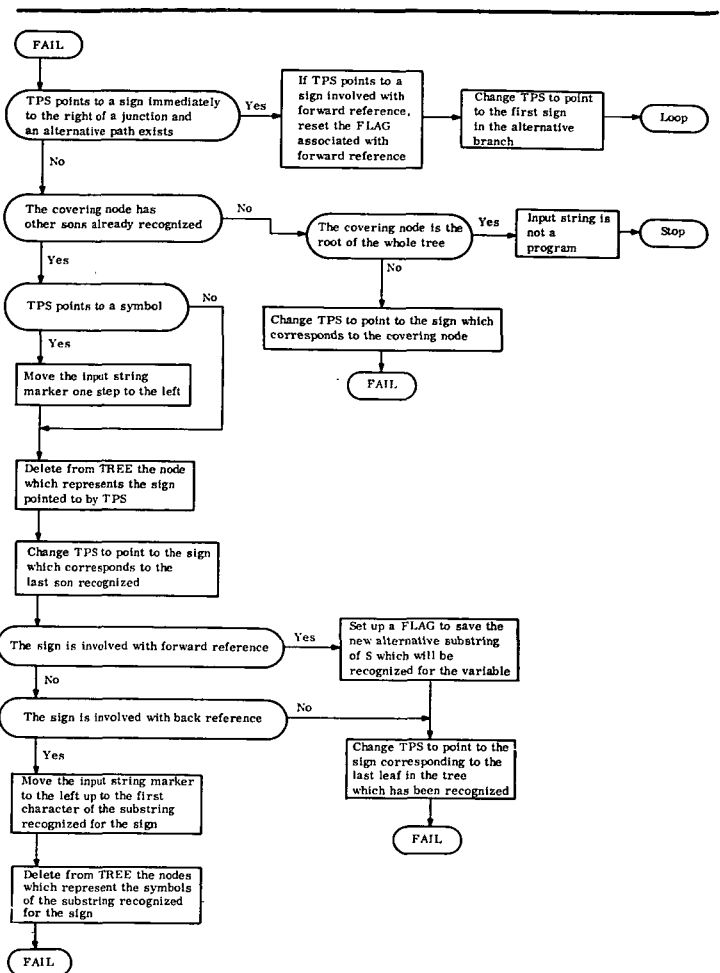 FAIL
TPS points to a sign immediately
to the right of a junction and
an alternative path exists
Yes
If TPS points to a
sign involved with
forward reference,
reset the FLAG
associated with
forward reference
Change TPS to point
to the first sign
in the alternative
branch
Loop
No
The covering node has
other sons already recognized
No
The covering node is the
root of the whole tree
Yes
Input string is
not a
program
Stop
Yes
No
TPS points to a symbol
No
Change TPS to point to the sign which
corresponds to the covering node
Yes
FAIL
Move the input string
marker one step to the left
Delete from TREE the node
which represents the sign
pointed to by TPS
Change TPS to point to the sign
which corresponds to the
last son recognized
The sign is involved with forward reference
Yes
Set up a FLAG to save the
new alternative substring
of S which will be
recognized for the variable
No
The sign is involved with back reference
No
Yes
Change TPS to point to the
sign corresponding to the
last leaf in the tree
which has been recognized
Move the input string marker
to the left up to the first
character of the substring
recognized for the sign
FAIL
Delete from TREE the nodes
which represent the symbols
of the substring recognized
for the sign
FAIL